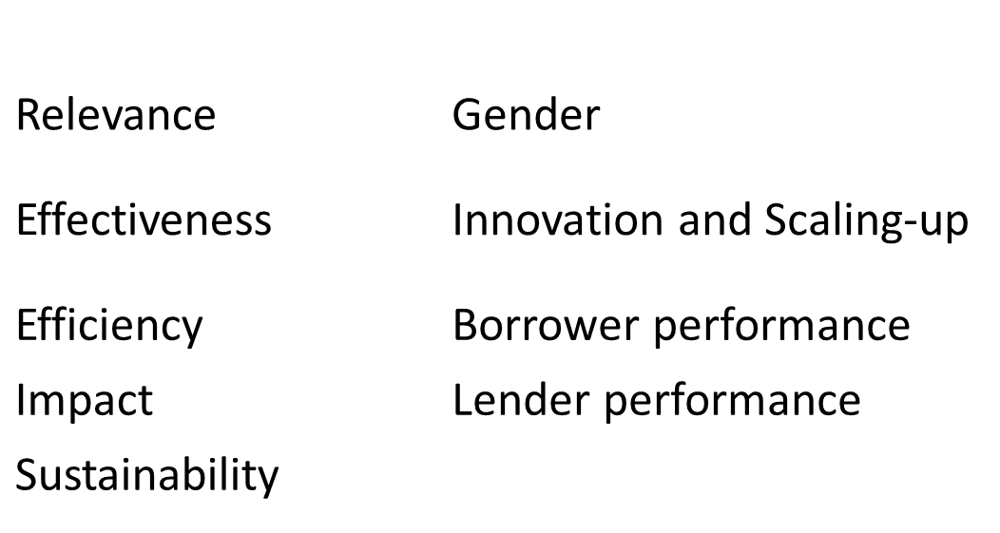 Relevance
Effectiveness
Efficiency
Impact
Sustainability
Gender
Innovation and Scaling-up
Borrower performance
Lender performance